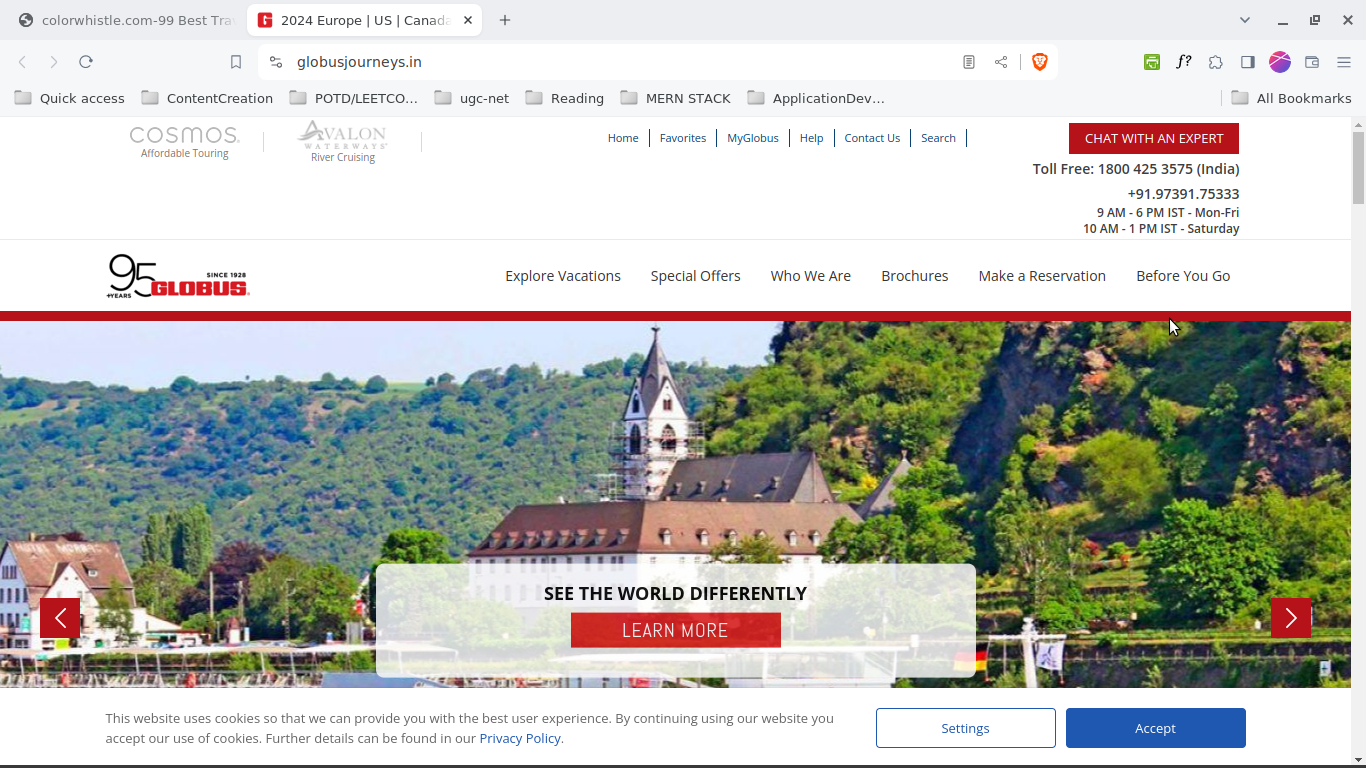 colorwhistle.com-99 Best Tra
2024 Europe | US | Canada
globusjourneys.in
f?
Quick access
ContentCreation
POTD/LEETCO...
ugc-net
Reading
MERN STACK
ApplicationDev...
All Bookmarks
COSMOS
Affordable Touring
AVALON
WATERWAYS
River Cruising
Home
Favorites
MyGlobus
Help
Contact Us
Search
CHAT WITH AN EXPERT
Toll Free: 1800 425 3575 (India)
+91.97391.75333
9 AM - 6 PM IST - Mon-Fri
10 AM - 1 PM IST - Saturday
95
+YEARS
SINCE 1928
GLOBUS
Explore Vacations
Special Offers
Who We Are
Brochures
Make a Reservation
Before You Go
SEE THE WORLD DIFFERENTLY
LEARN MORE
This website uses cookies so that we can provide you with the best user experience. By continuing using our website you
accept our use of cookies. Further details can be found in our Privacy Policy.
Settings
Accept